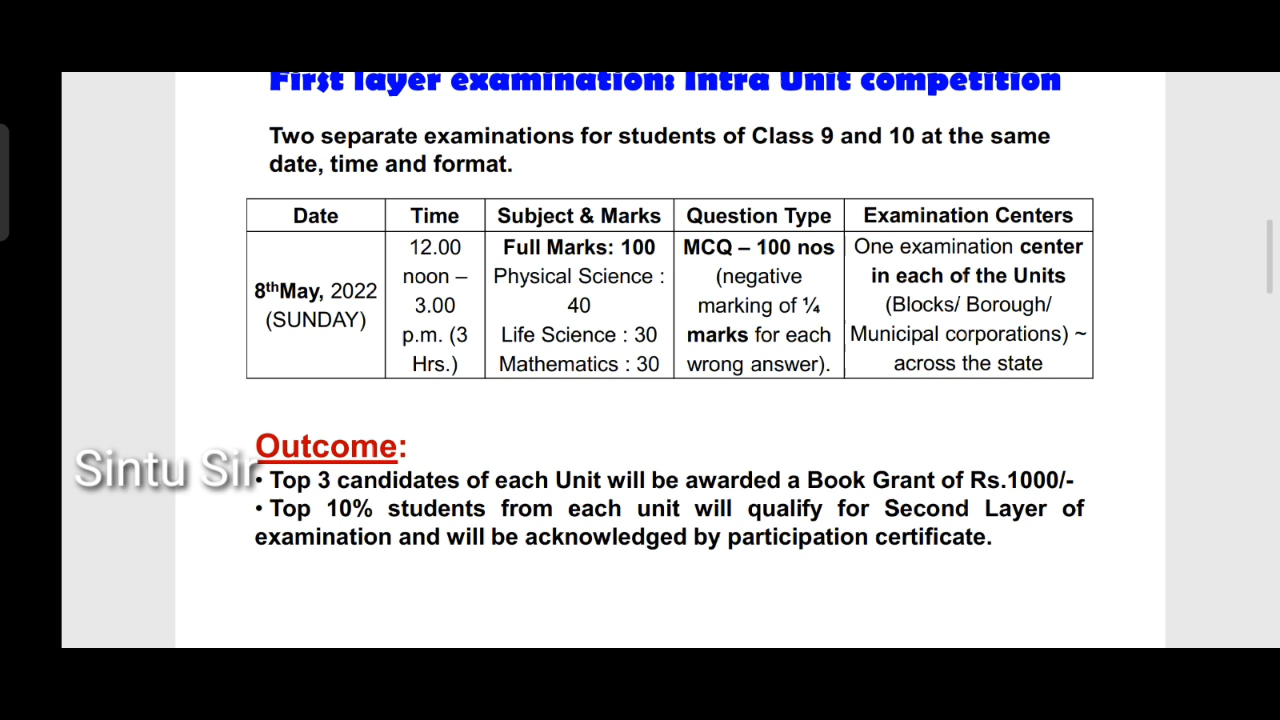 First layer examination: Intra Unit competition
Two separate examinations for students of Class 9 and 10 at the same
date, time and format.
Date
Time
Subject & Marks
Question Type
Examination Centers
8thMay, 2022
(SUNDAY)
12.00
noon –
3.00
p.m. (3
Hrs.)
Full Marks: 100
Physical Science :
40
Life Science : 30
Mathematics : 30
MCQ – 100 nos
(negative
marking of ¼
marks for each
wrong answer).
One examination center
in each of the Units
(Blocks/ Borough/
Municipal corporations) ~
across the state
Outcome:
Sintu Sir
• Top 3 candidates of each Unit will be awarded a Book Grant of Rs.1000/-
• Top 10% students from each unit will qualify for Second Layer of
examination and will be acknowledged by participation certificate.